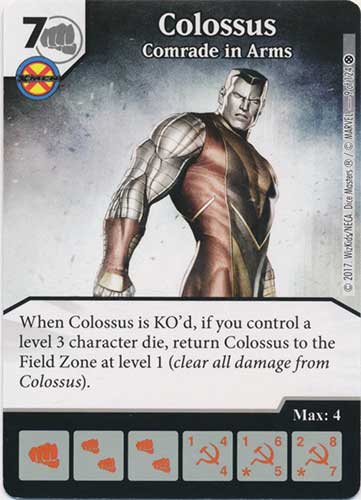 7
Colossus
Comrade in Arms
X-MEN
© 2017. WizKids/NECA. Dice Masters ® / © MARVEL
When Colossus is KO'd, if you control a
level 3 character die, return Colossus to the
Field Zone at level 1 (clear all damage from
Colossus).
Max: 4
1 4 4
1 6 * 5
2 8 * 7